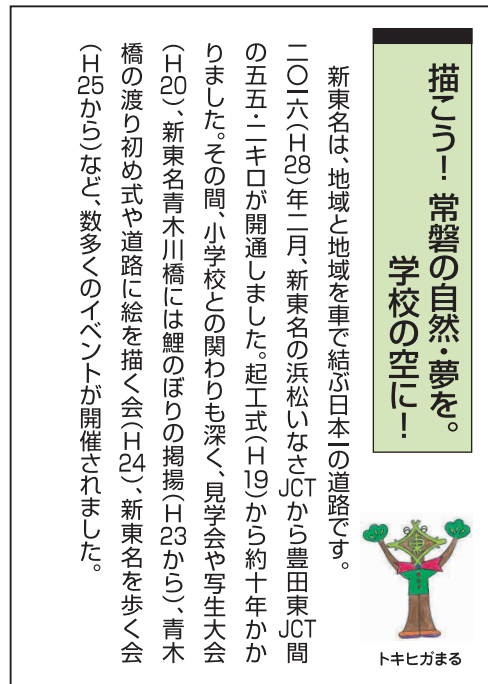 描こう！ 常磐の自然・夢を。
学校の空に！
新東名は、地域と地域を車で結ぶ日本一の道路です。
二〇一六（H28）年二月、新東名の浜松いなさJCTから豊田東JCT間
の五五・二キロが開通しました。起工式（H19）から約十年かか
りました。その間、小学校との関わりも深く、見学会や写生大会
（H20）、新東名青木川橋には鯉のぼりの掲揚（H23から）、青木
橋の渡り初め式や道路に絵を描く会（H24）、新東名を歩く会
（H25から）など、数多くのイベントが開催されました。
トキヒガまる